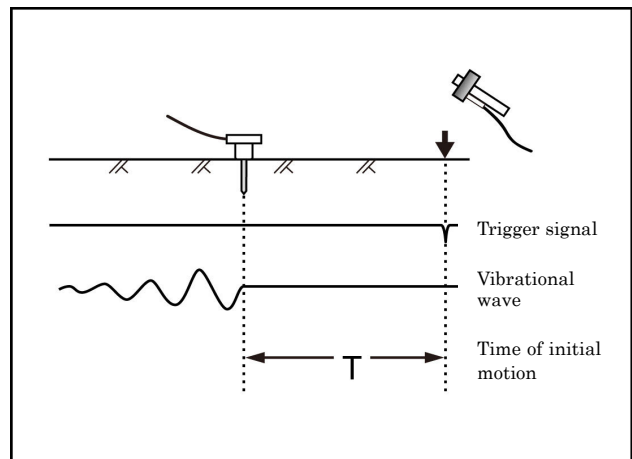 Trigger signal
Vibrational
wave
T
Time of initial
motion